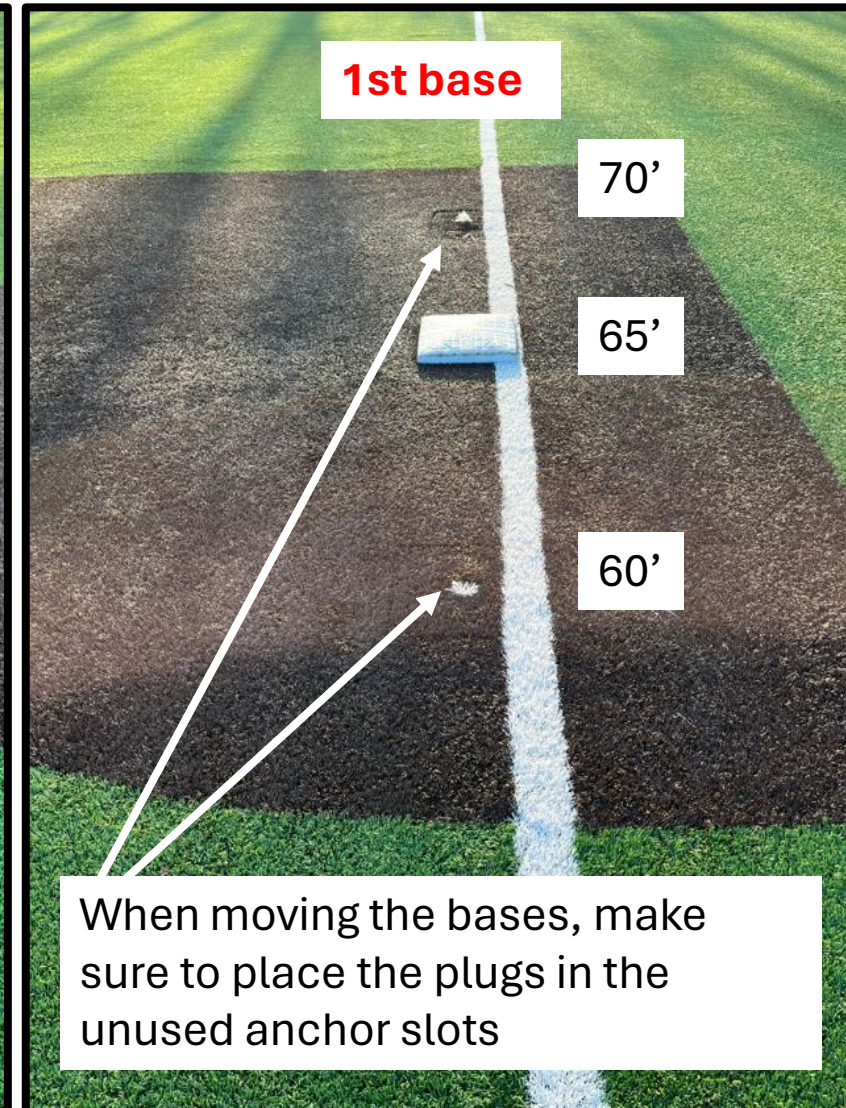 1st base
70’
65’
60’
When moving the bases, make
sure to place the plugs in the
unused anchor slots